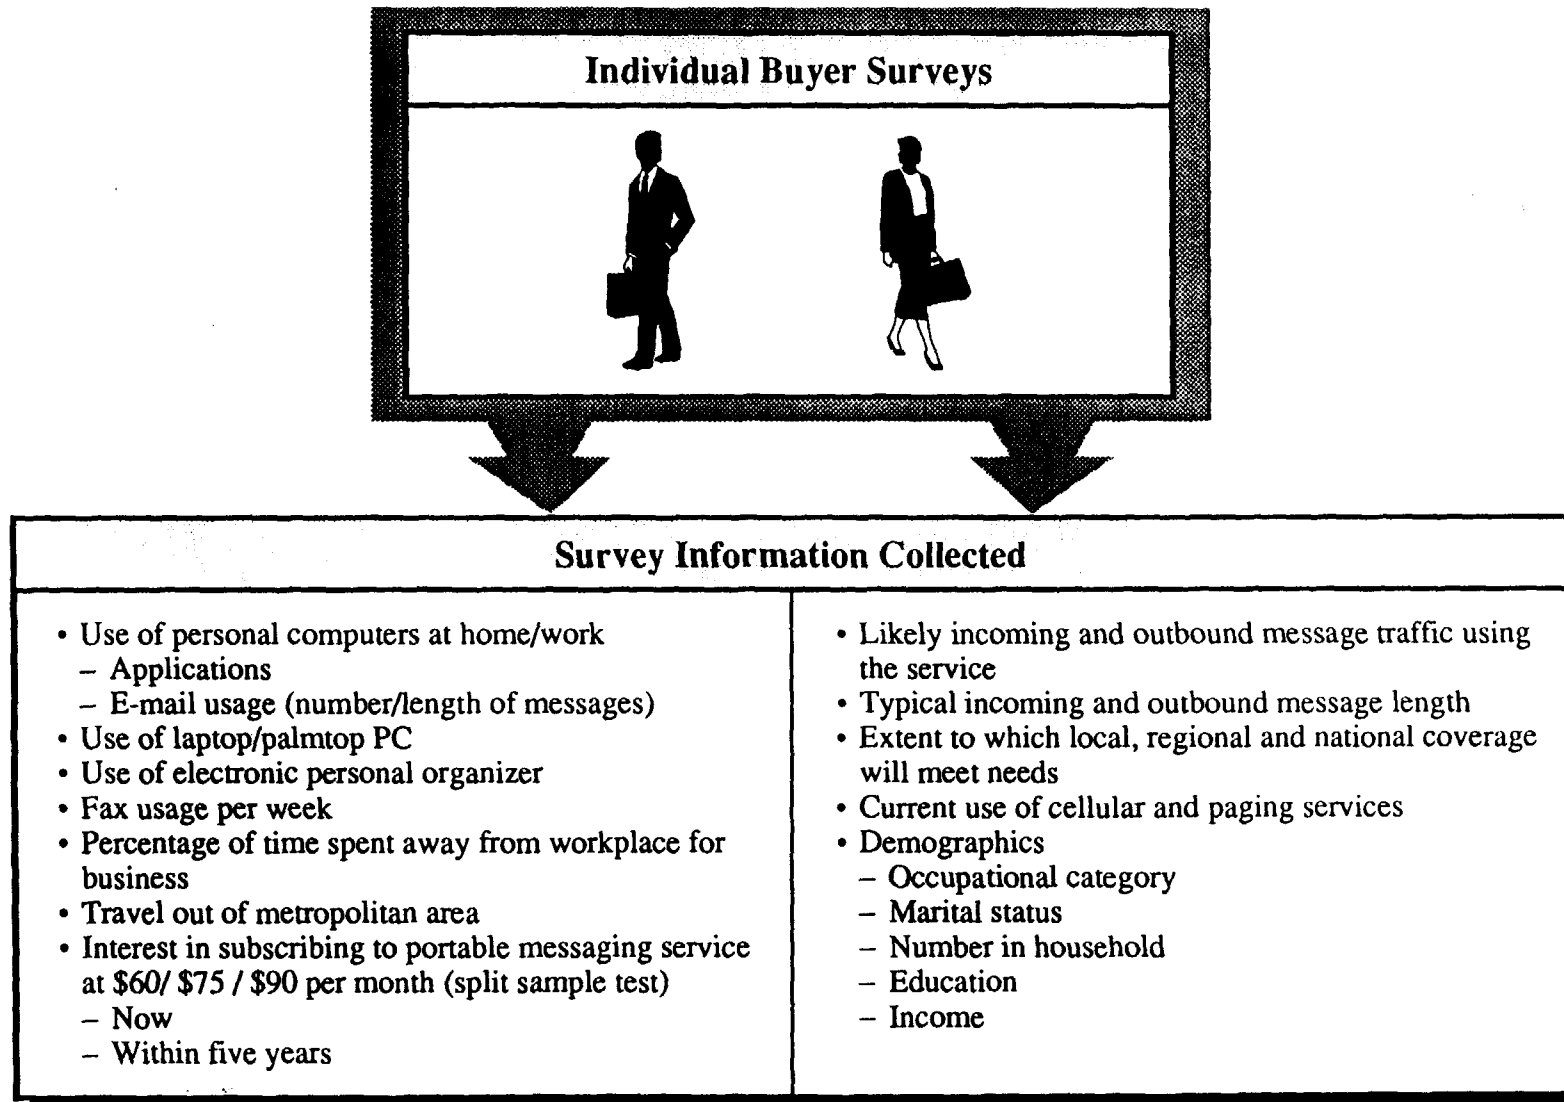 Individual Buyer Surveys
Survey Information Collected
• Use of personal computers at home/work
– Applications
– E-mail usage (number/length of messages)
• Use of laptop/palmtop PC
• Use of electronic personal organizer
• Fax usage per week
• Percentage of time spent away from workplace for
business
• Travel out of metropolitan area
• Interest in subscribing to portable messaging service
at $60/ $75 / $90 per month (split sample test)
– Now
– Within five years
• Likely incoming and outbound message traffic using
the service
• Typical incoming and outbound message length
• Extent to which local, regional and national coverage
will meet needs
• Current use of cellular and paging services
• Demographics
– Occupational category
– Marital status
– Number in household
– Education
– Income